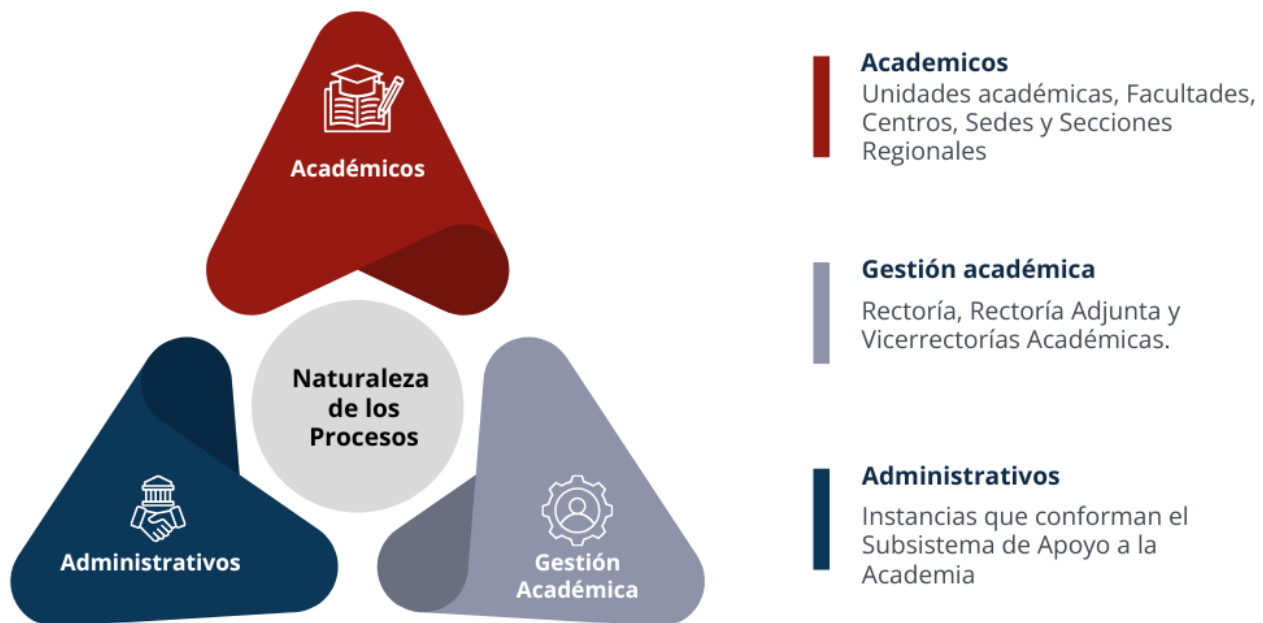 Académicos
Naturaleza
de los
Procesos
Administrativos
Gestión
Académica
Academicos
Unidades académicas, Facultades,
Centros, Sedes y Secciones
Regionales
Gestión académica
Rectoría, Rectoría Adjunta y
Vicerrectorías Académicas.
Administrativos
Instancias que conforman el
Subsistema de Apoyo a la
Academia